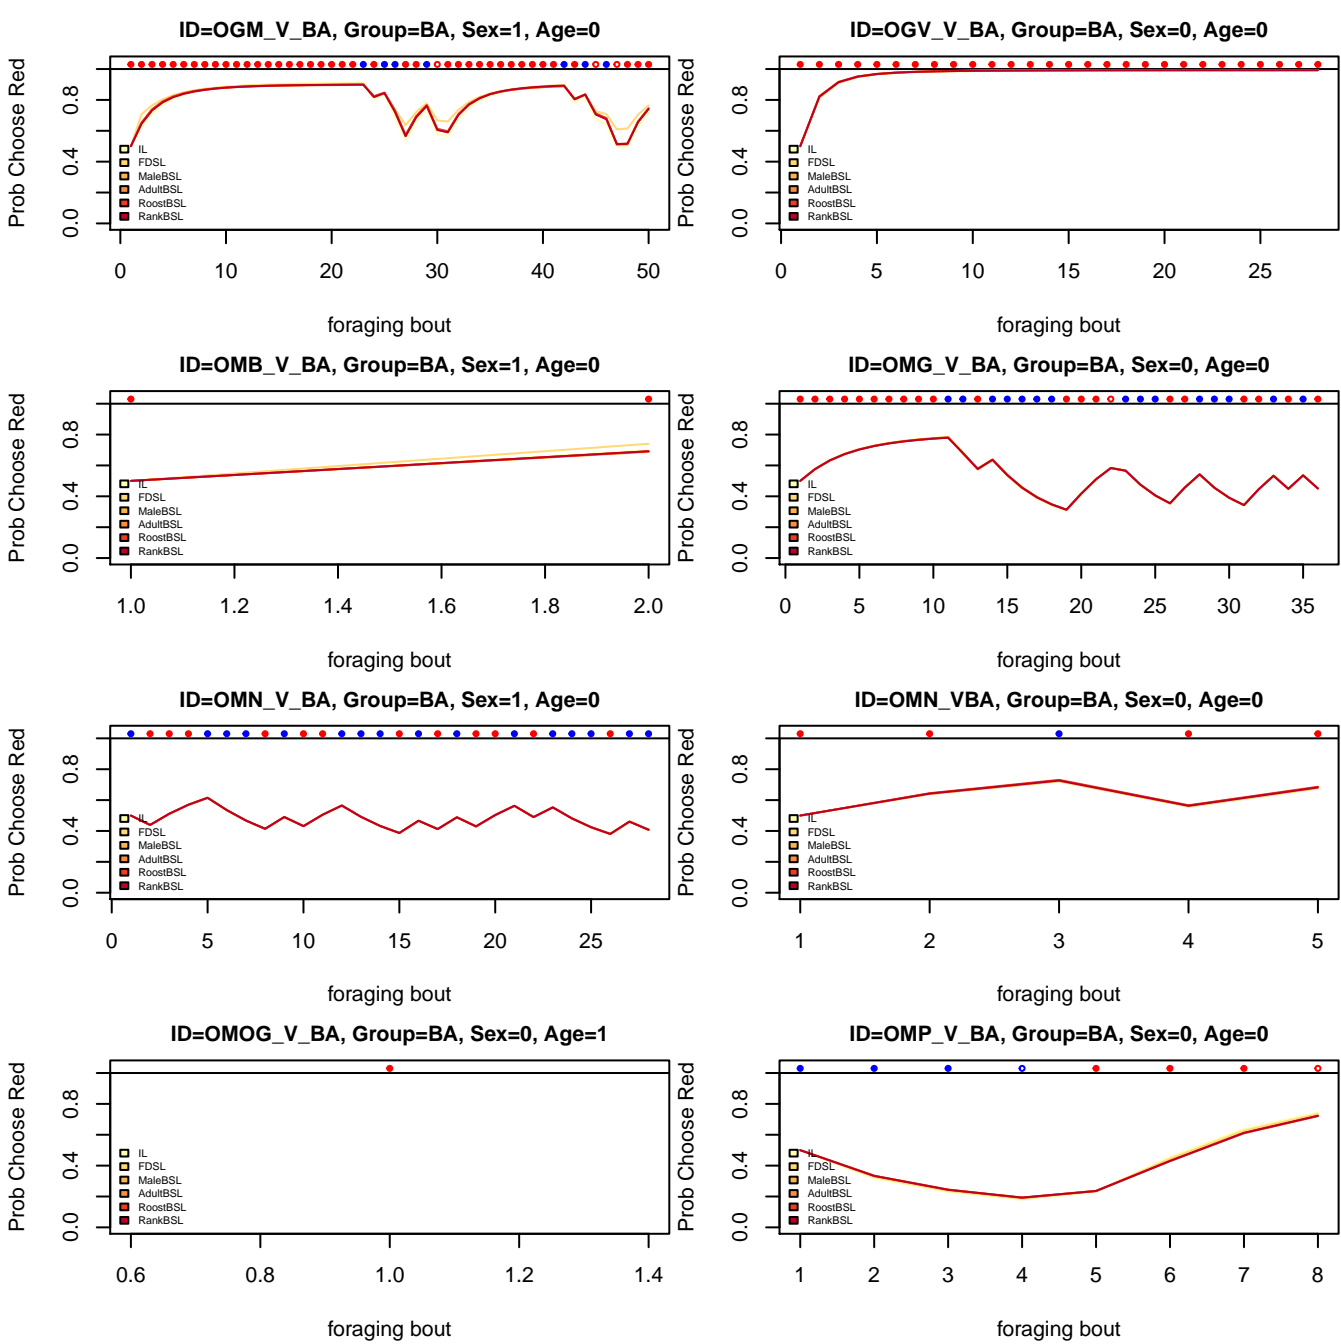 ID=OGM_V_BA, Group=BA, Sex=1, Age=0
Prob Choose Red
0.8
0.4
0.0
IL
FDSL
MaleBSL
AdultBSL
RoostBSL
RankBSL
0 10 20 30 40 50
foraging bout
ID=OGV_V_BA, Group=BA, Sex=0, Age=0
Prob Choose Red
0.8
0.4
0.0
IL
FDSL
MaleBSL
AdultBSL
RoostBSL
RankBSL
0 5 10 15 20 25
foraging bout
ID=OMB_V_BA, Group=BA, Sex=1, Age=0
Prob Choose Red
0.8
0.4
0.0
IL
FDSL
MaleBSL
AdultBSL
RoostBSL
RankBSL
1.0 1.2 1.4 1.6 1.8 2.0
foraging bout
ID=OMG_V_BA, Group=BA, Sex=0, Age=0
Prob Choose Red
0.8
0.4
0.0
IL
FDSL
MaleBSL
AdultBSL
RoostBSL
RankBSL
0 5 10 15 20 25 30 35
foraging bout
ID=OMN_V_BA, Group=BA, Sex=1, Age=0
Prob Choose Red
0.8
0.4
0.0
IL
FDSL
MaleBSL
AdultBSL
RoostBSL
RankBSL
0 5 10 15 20 25
foraging bout
ID=OMN_VBA, Group=BA, Sex=0, Age=0
Prob Choose Red
0.8
0.4
0.0
IL
FDSL
MaleBSL
AdultBSL
RoostBSL
RankBSL
1 2 3 4 5
foraging bout
ID=OMOG_V_BA, Group=BA, Sex=0, Age=1
Prob Choose Red
0.8
0.4
0.0
IL
FDSL
MaleBSL
AdultBSL
RoostBSL
RankBSL
0.6 0.8 1.0 1.2 1.4
foraging bout
ID=OMP_V_BA, Group=BA, Sex=0, Age=0
Prob Choose Red
0.8
0.4
0.0
IL
FDSL
MaleBSL
AdultBSL
RoostBSL
RankBSL
1 2 3 4 5 6 7 8
foraging bout